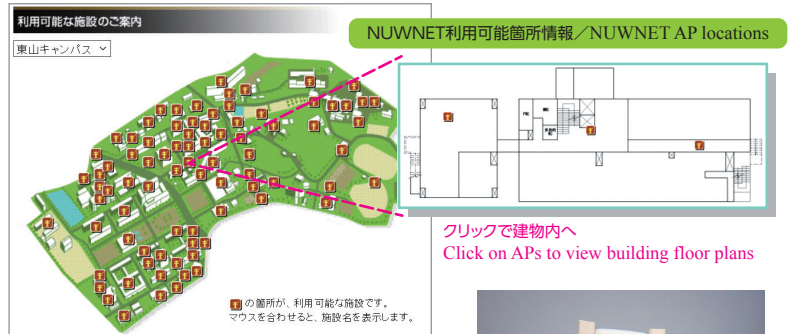 利用可能な施設のご案内
東山キャンパス
NUWNET利用可能箇所情報／NUWNET AP locations
クリックで建物内へ
Click on APs to view building floor plans
の箇所が、利用可能な施設です。
マウスを合わせると、施設名を表示します。